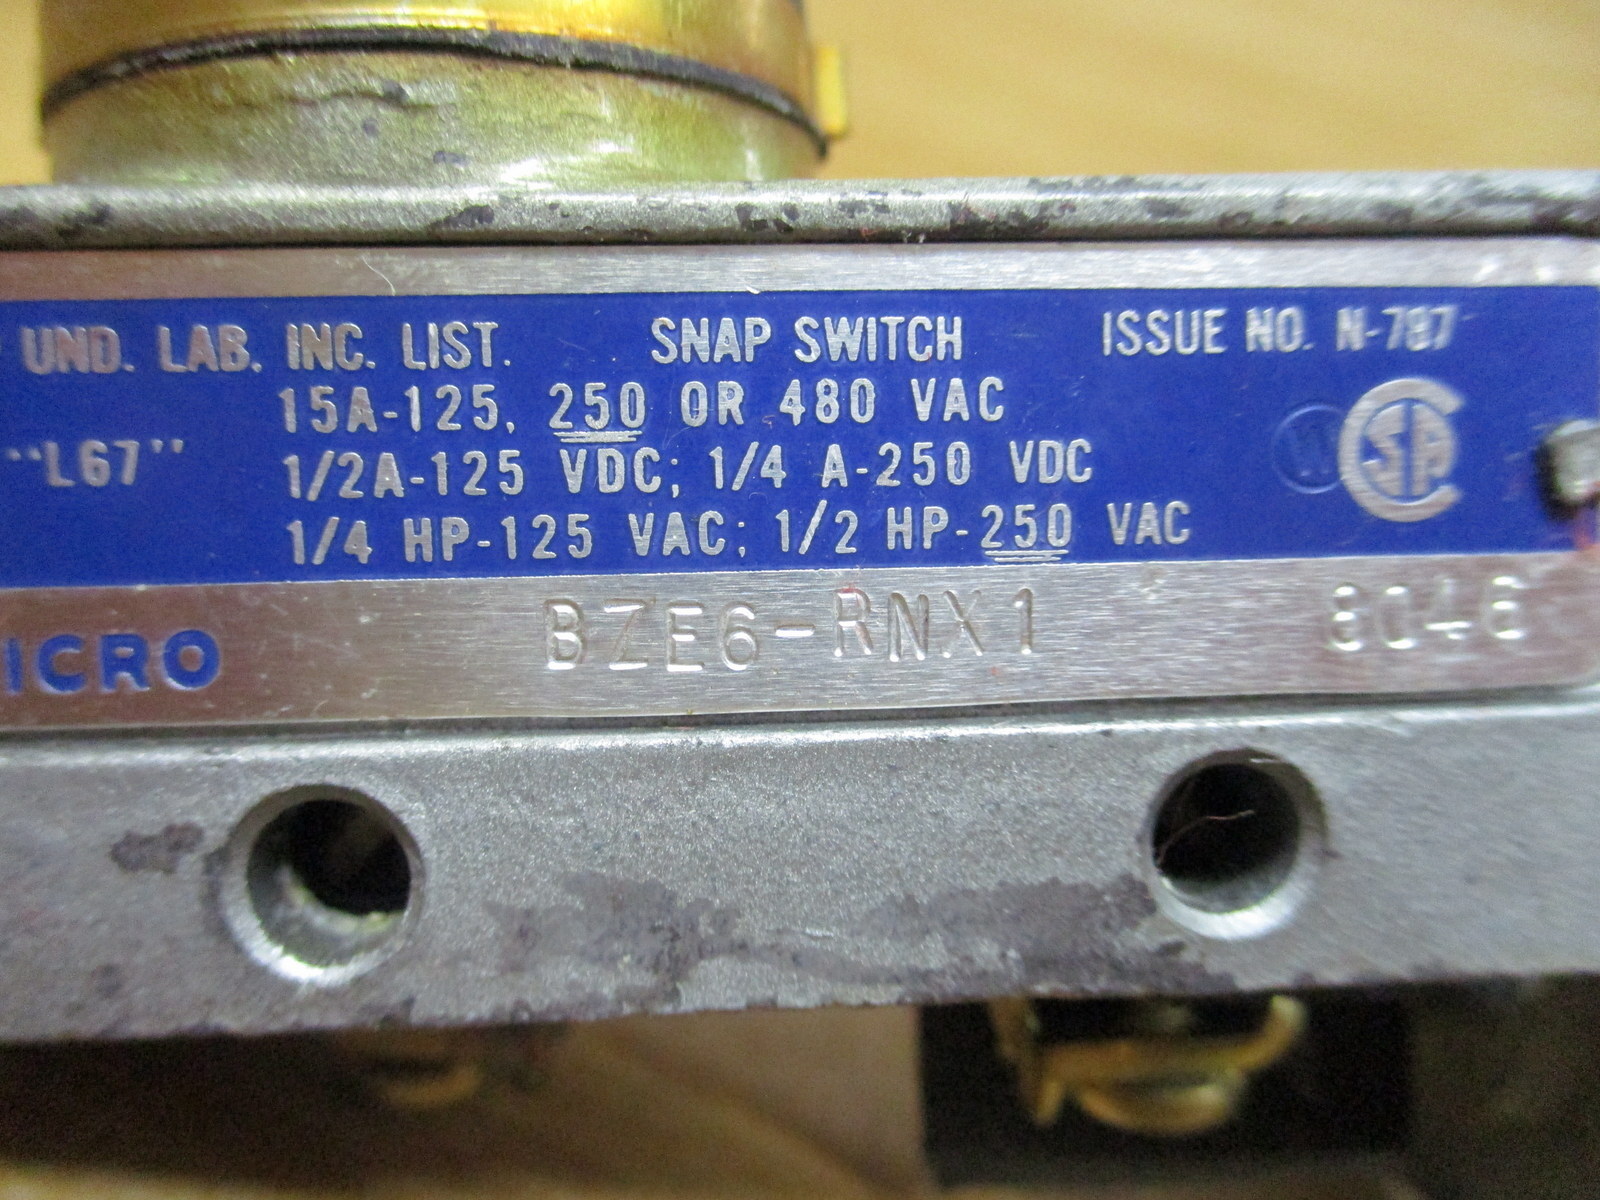 UND. LAB. INC. LIST. SNAP SWITCH ISSUE NO. N-787
15A-125, 250 OR 480 VAC
"L67" 1/2A-125 VDC; 1/4 A-250 VDC
1/4 HP-125 VAC; 1/2 HP-250 VAC
CSA
ICRO BZE6-RNX1 8046